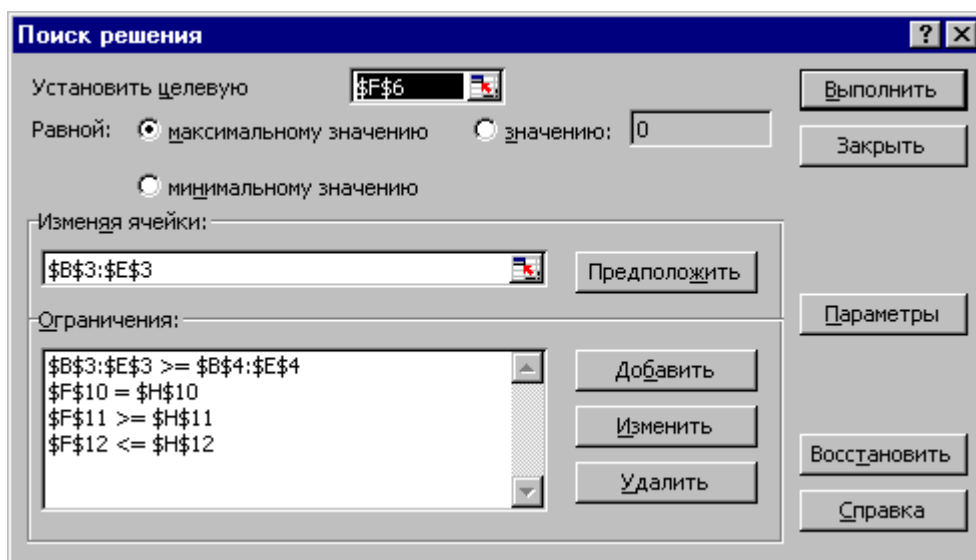 Поиск решения
Установить целевую $F$6
Равной: максимальному значению значению: 0
минимальному значению
Изменяя ячейки:
$B$3:$E$3
Предположить
Ограничения:
$B$3:$E$3 >= $B$4:$E$4
$F$10 = $H$10
$F$11 >= $H$11
$F$12 <= $H$12
Добавить
Изменить
Удалить
Выполнить
Закрыть
Параметры
Восстановить
Справка